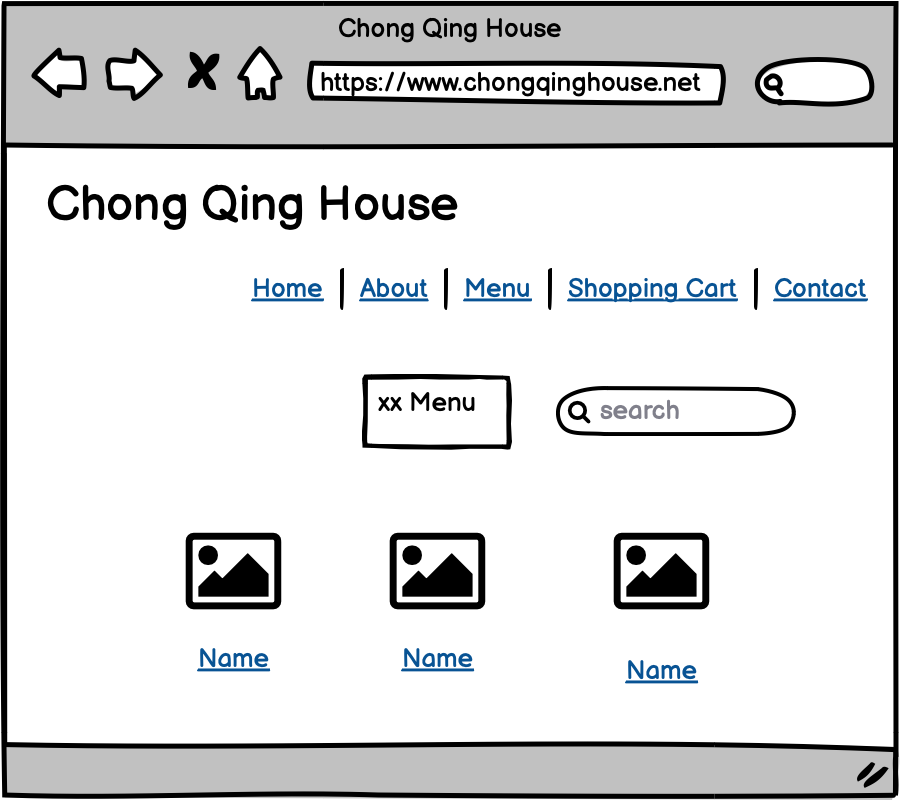 Chong Qing House
https://www.chongqinghouse.net
Chong Qing House
Home About Menu Shopping Cart Contact
xx Menu
search
Name Name Name